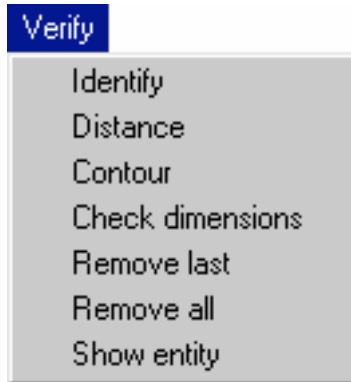 Verify
Identify
Distance
Contour
Check dimensions
Remove last
Remove all
Show entity